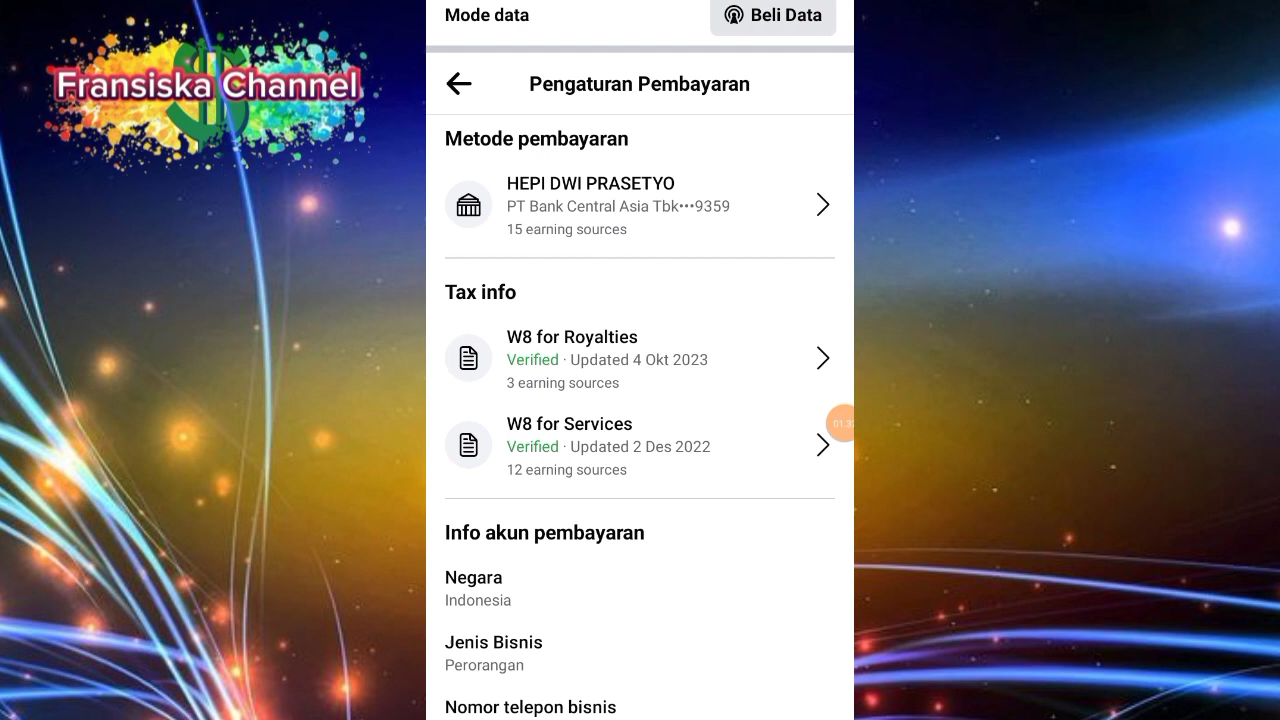 Fransiska Channel
Mode data
Beli Data
Pengaturan Pembayaran
Metode pembayaran
HEPI DWI PRASETYO
PT Bank Central Asia Tbk•••9359
15 earning sources
Tax info
W8 for Royalties
Verified · Updated 4 Okt 2023
3 earning sources
W8 for Services
Verified · Updated 2 Des 2022
12 earning sources
Info akun pembayaran
Negara
Indonesia
Jenis Bisnis
Perorangan
Nomor telepon bisnis